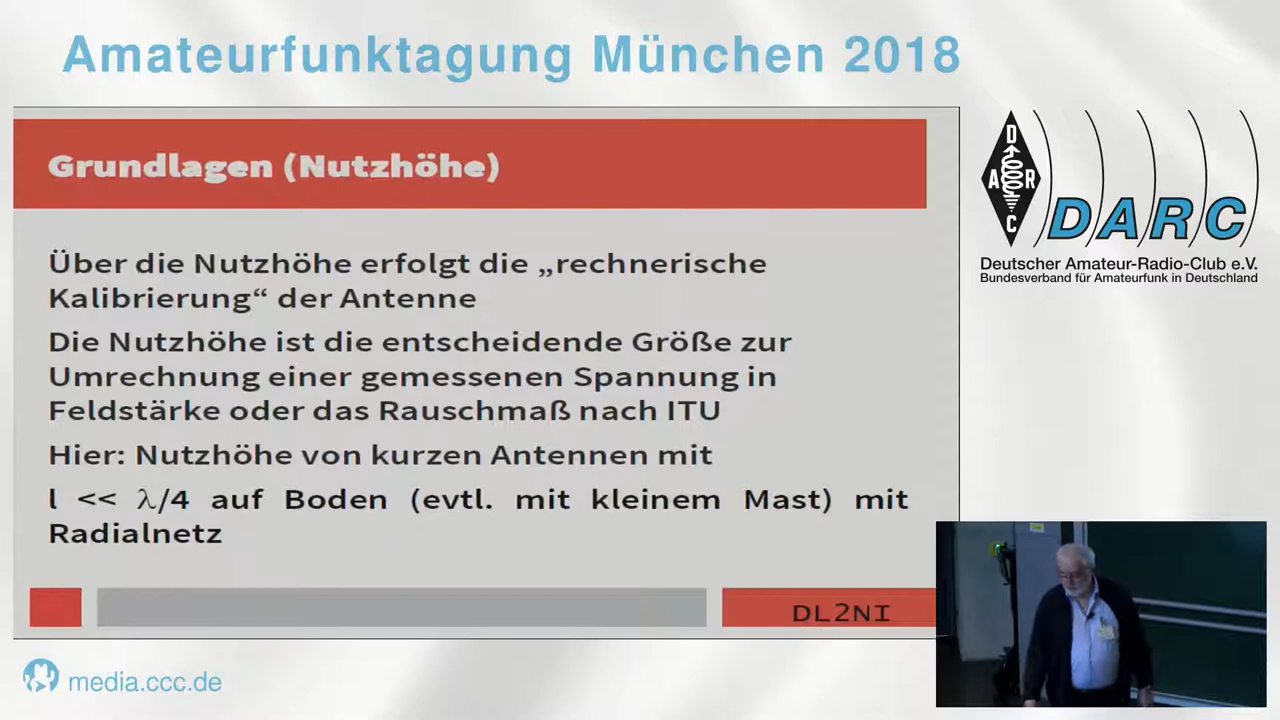 Amateurfunktagung München 2018
Grundlagen (Nutzhöhe)
Über die Nutzhöhe erfolgt die „rechnerische
Kalibrierung“ der Antenne
Die Nutzhöhe ist die entscheidende Größe zur
Umrechnung einer gemessenen Spannung in
Feldstärke oder das Rauschmaß nach ITU
Hier: Nutzhöhe von kurzen Antennen mit
l << λ/4 auf Boden (evtl. mit kleinem Mast) mit
Radialnetz
DL2NI
D
A R
C
DARC
Deutscher Amateur-Radio-Club e.V.
Bundesverband für Amateurfunk in Deutschland
media.ccc.de